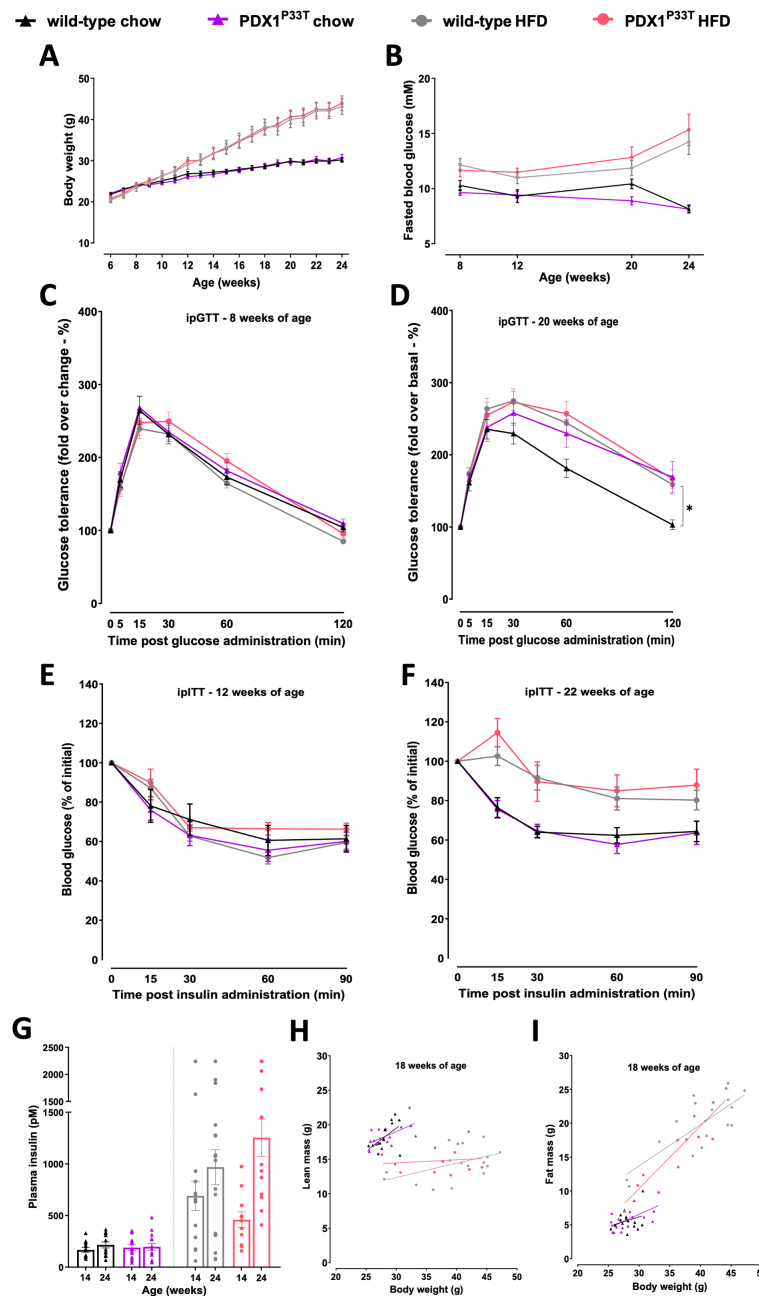 wild-type chow PDX1P33T chow wild-type HFD PDX1P33T HFD
A
Body weight (g)
50
40
30
20
10
6 8 10 12 14 16 18 20 22 24
Age (weeks)
B
Fasted blood glucose (mM)
20
15
10
5
8 12 20 24
Age (weeks)
C
ipGTT - 8 weeks of age
Glucose tolerance (fold over change - %)
400
300
200
100
0
0 5 15 30 60 120
Time post glucose administration (min)
D
ipGTT - 20 weeks of age
Glucose tolerance (fold over basal - %)
400
300
200
100
0
*
0 5 15 30 60 120
Time post glucose administration (min)
E
ipITT - 12 weeks of age
Blood glucose (% of initial)
140
120
100
80
60
40
20
0
0 15 30 60 90
Time post insulin administration (min)
F
ipITT - 22 weeks of age
Blood glucose (% of initial)
140
120
100
80
60
40
20
0
0 15 30 60 90
Time post insulin administration (min)
G
Plasma insulin (pM)
2500
2000
1500
1000
500
0
14 24 14 24 14 24 14 24
Age (weeks)
H
18 weeks of age
Lean mass (g)
30
25
20
15
10
5
0
20 30 40 50
Body weight (g)
I
18 weeks of age
Fat mass (g)
30
25
20
15
10
5
0
20 30 40 50
Body weight (g)